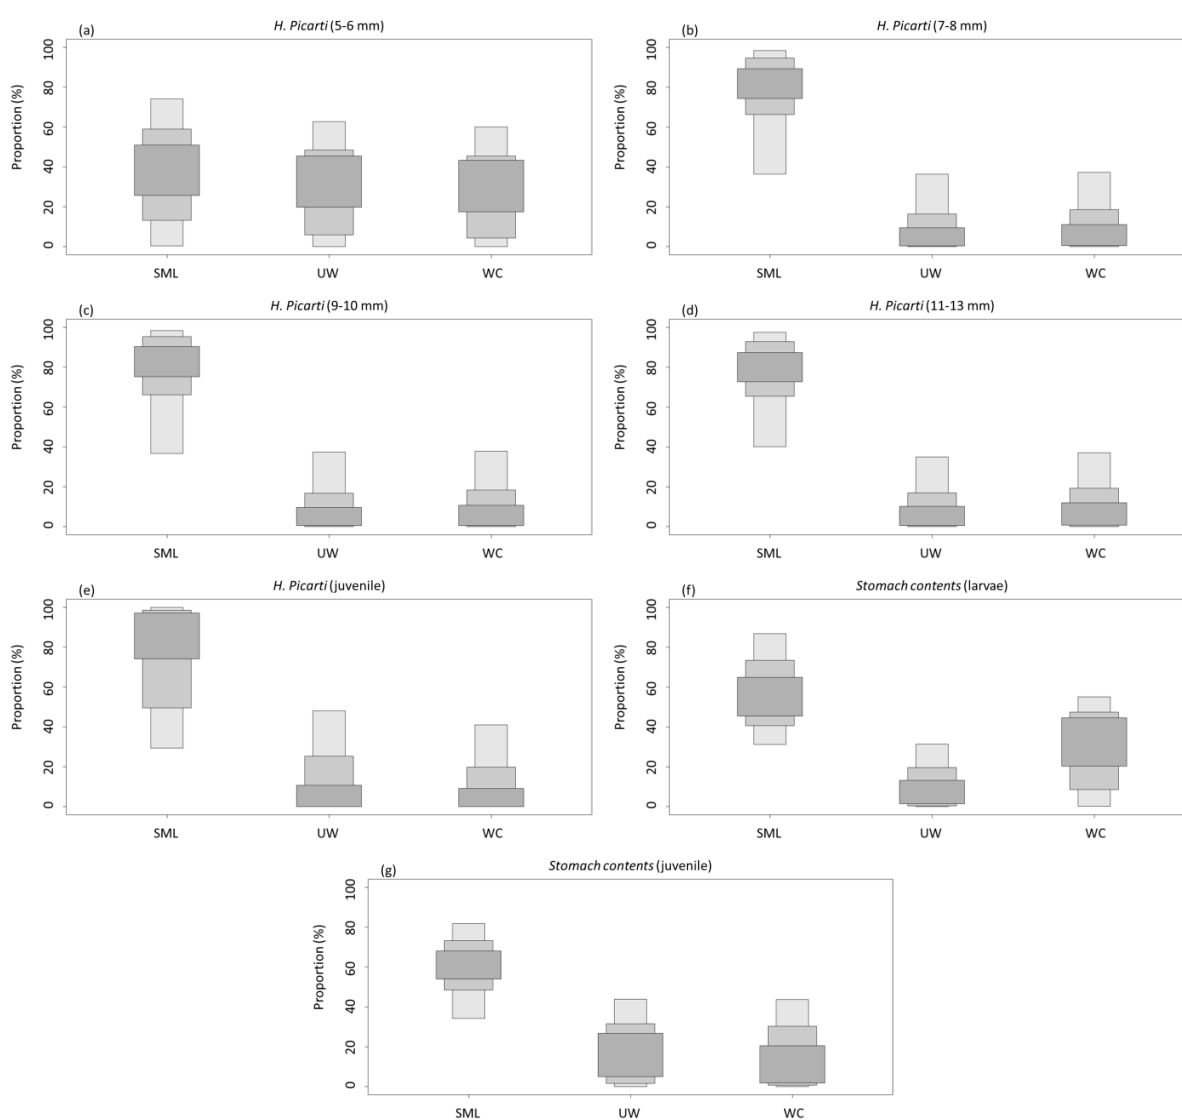 (a) H. Picarti (5-6 mm)
Proportion (%)
100
80
60
40
20
0
SML UW WC
(b) H. Picarti (7-8 mm)
Proportion (%)
100
80
60
40
20
0
SML UW WC
(c) H. Picarti (9-10 mm)
Proportion (%)
100
80
60
40
20
0
SML UW WC
(d) H. Picarti (11-13 mm)
Proportion (%)
100
80
60
40
20
0
SML UW WC
(e) H. Picarti (juvenile)
Proportion (%)
100
80
60
40
20
0
SML UW WC
(f) Stomach contents (larvae)
Proportion (%)
100
80
60
40
20
0
SML UW WC
(g) Stomach contents (juvenile)
Proportion (%)
100
80
60
40
20
0
SML UW WC